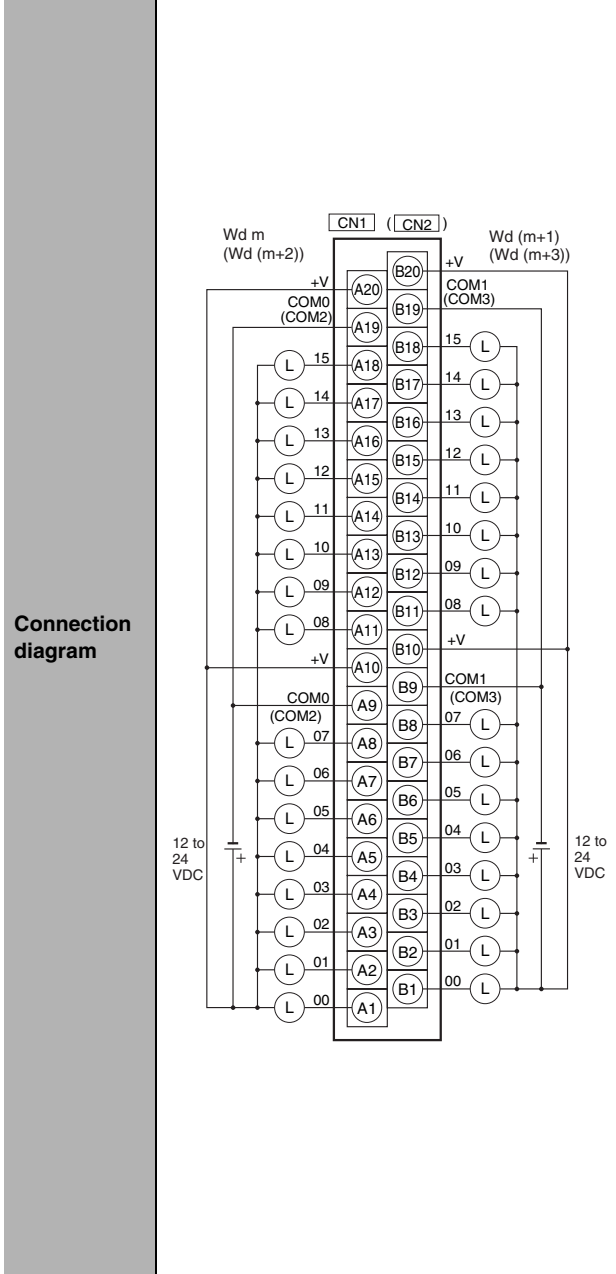 Connection
diagram
CN1 ( CN2 )
Wd m
(Wd (m+2))
Wd (m+1)
(Wd (m+3))
B20 +V
+V A20
COM1
(COM3)
B19
COM0
(COM2)
A19
B18 15 L
L 15 A18
B17 14 L
L 14 A17
B16 13 L
L 13 A16
B15 12 L
L 12 A15
B14 11 L
L 11 A14
B13 10 L
L 10 A13
B12 09 L
L 09 A12
B11 08 L
L 08 A11
B10 +V
+V A10
B9 COM1
(COM3)
COM0 A9
(COM2)
B8 07 L
L 07 A8
B7 06 L
L 06 A7
B6 05 L
L 05 A6
B5 04 L
L 04 A5
B4 03 L
L 03 A4
B3 02 L
L 02 A3
B2 01 L
L 01 A2
B1 00 L
L 00 A1
12 to
24
VDC
+
+
12 to
24
VDC